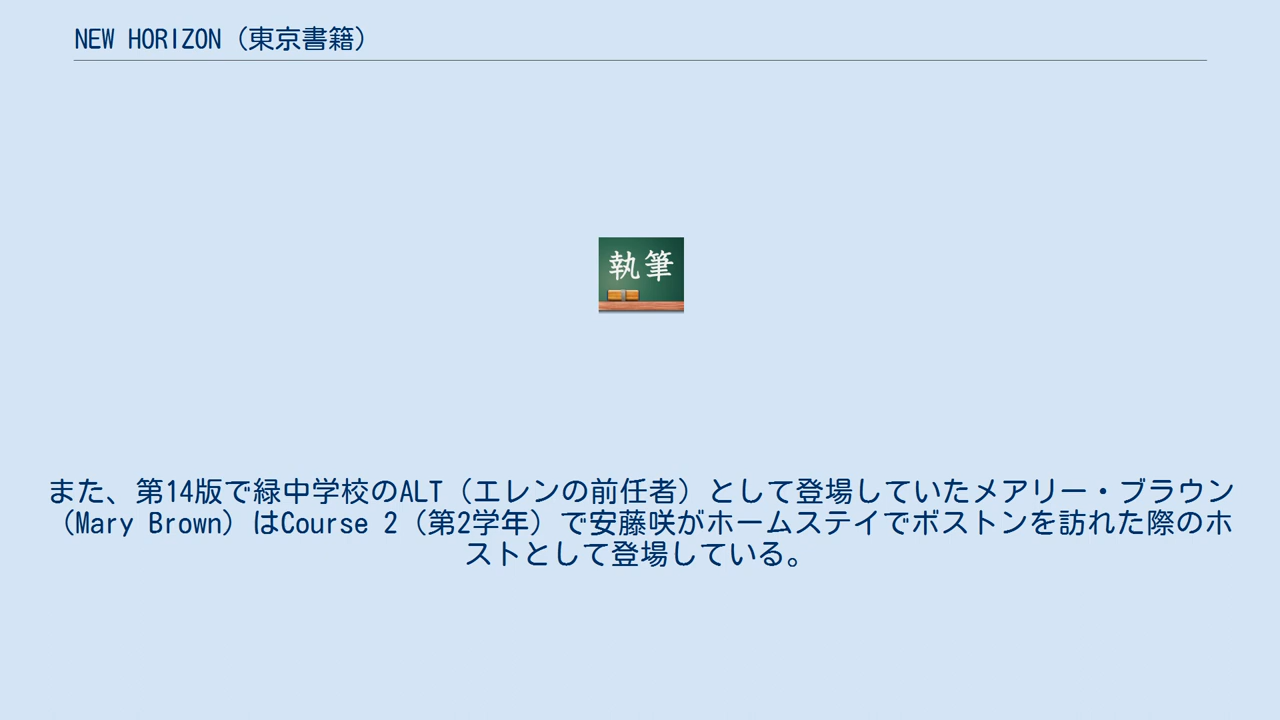 NEW HORIZON（東京書籍）
執筆
また、第14版で緑中学校のALT（エレンの前任者）として登場していたメアリー・ブラウン
（Mary Brown）はCourse 2（第2学年）で安藤咲がホームステイでボストンを訪れた際のホ
ストとして登場している。